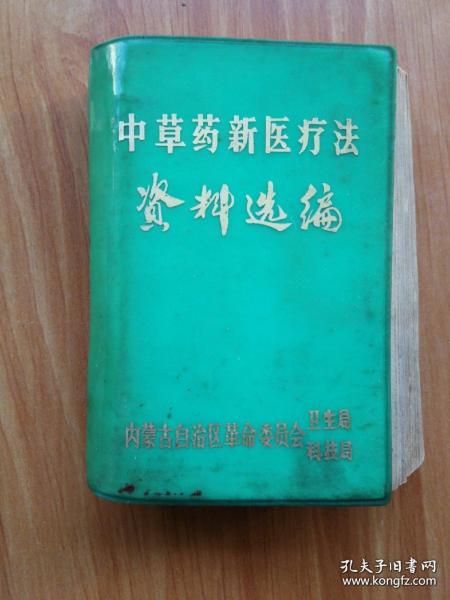 中草药新医疗法
资料选编
内蒙古自治区革命委员会 卫生局
科技局
孔夫子旧书网
www.kongfz.com